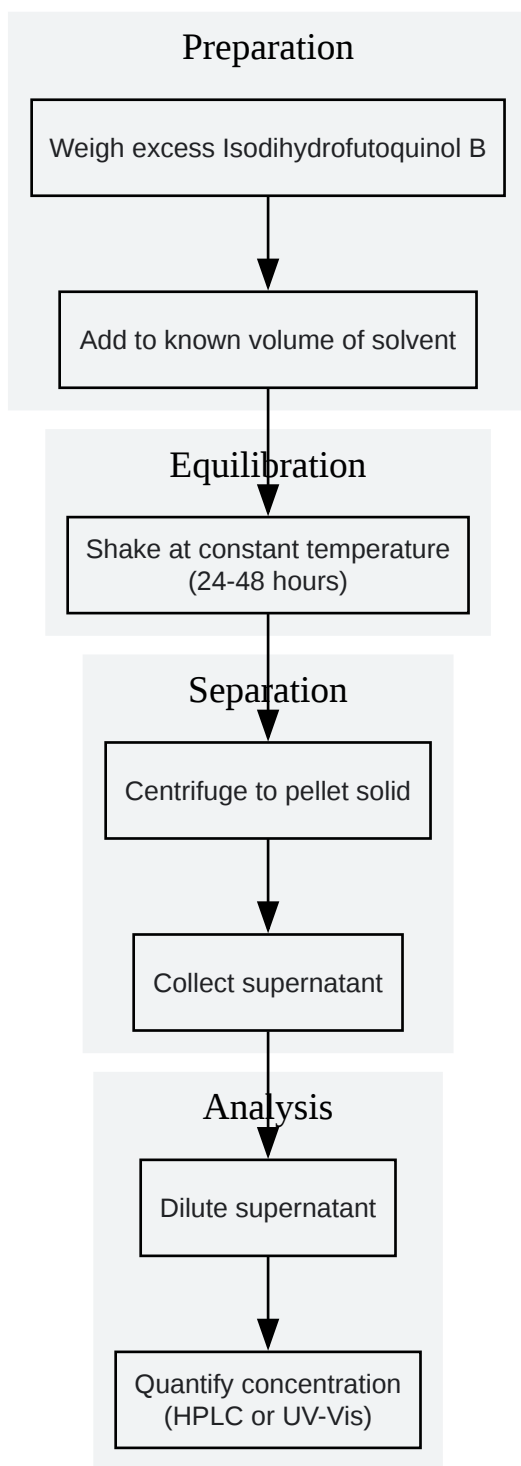 Preparation
Weigh excess Isodihydrofutoquinol B
Add to known volume of solvent
Equilibration
Shake at constant temperature
(24-48 hours)
Separation
Centrifuge to pellet solid
Collect supernatant
Analysis
Dilute supernatant
Quantify concentration
(HPLC or UV-Vis)